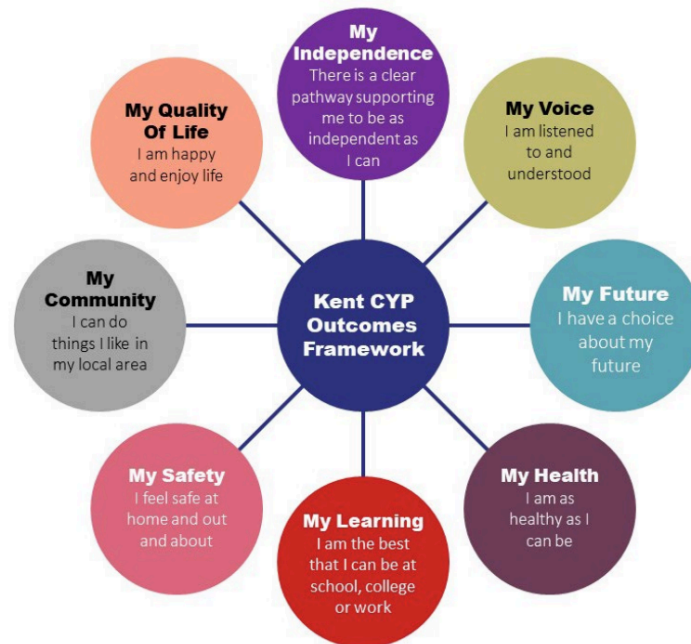 My
Independence
There is a clear
pathway supporting
me to be as
independent as
I can
My Voice
I am listened
to and
understood
My Future
I have a choice
about my
future
My Health
I am as
healthy as I
can be
My Learning
I am the best
that I can be at
school, college
or work
My Safety
I feel safe at
home and out
and about
My
Community
I can do
things I like in
my local area
My Quality
Of Life
I am happy
and enjoy life
Kent CYP
Outcomes
Framework